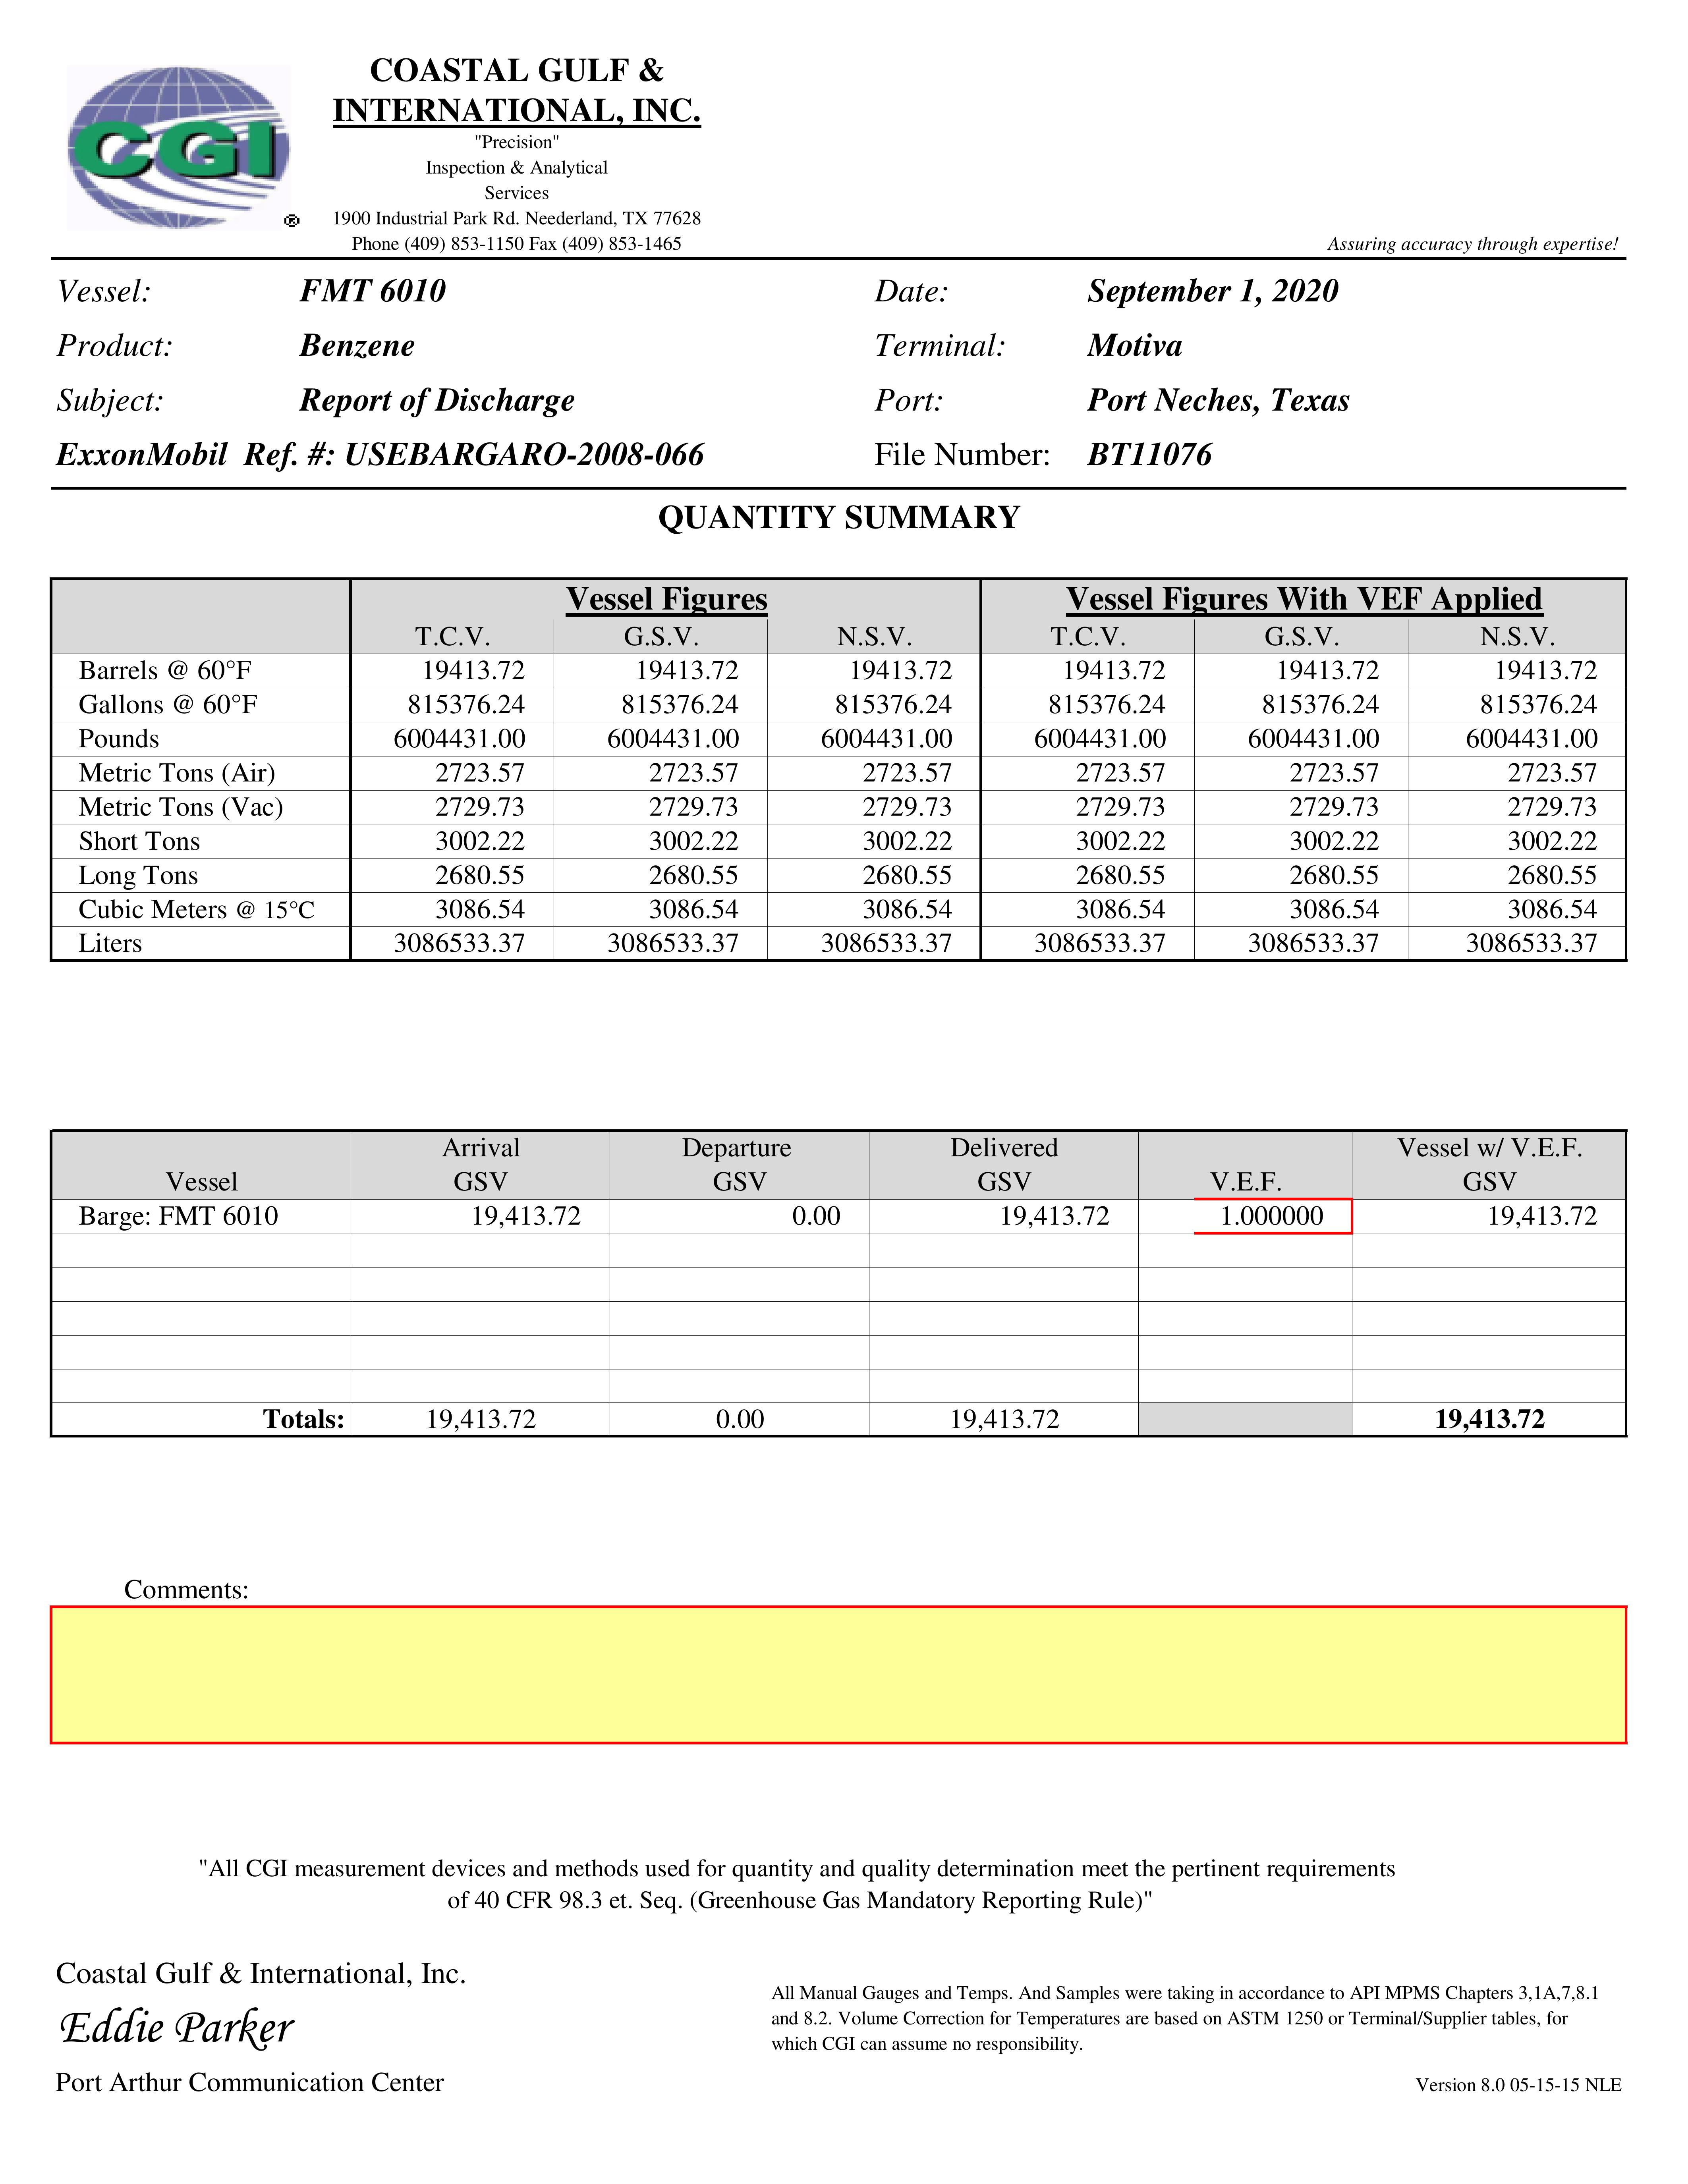 CGI
®
COASTAL GULF &
INTERNATIONAL, INC.
"Precision"
Inspection & Analytical
Services
1900 Industrial Park Rd. Neederland, TX 77628
Phone (409) 853-1150 Fax (409) 853-1465
Assuring accuracy through expertise!
Vessel: FMT 6010 Date: September 1, 2020
Product: Benzene Terminal: Motiva
Subject: Report of Discharge Port: Port Neches, Texas
ExxonMobil Ref. #: USEBARGARO-2008-066 File Number: BT11076
QUANTITY SUMMARY
Vessel Figures Vessel Figures With VEF Applied
T.C.V. G.S.V. N.S.V. T.C.V. G.S.V. N.S.V.
Barrels @ 60°F 19413.72 19413.72 19413.72 19413.72 19413.72 19413.72
Gallons @ 60°F 815376.24 815376.24 815376.24 815376.24 815376.24 815376.24
Pounds 6004431.00 6004431.00 6004431.00 6004431.00 6004431.00 6004431.00
Metric Tons (Air) 2723.57 2723.57 2723.57 2723.57 2723.57 2723.57
Metric Tons (Vac) 2729.73 2729.73 2729.73 2729.73 2729.73 2729.73
Short Tons 3002.22 3002.22 3002.22 3002.22 3002.22 3002.22
Long Tons 2680.55 2680.55 2680.55 2680.55 2680.55 2680.55
Cubic Meters @ 15°C 3086.54 3086.54 3086.54 3086.54 3086.54 3086.54
Liters 3086533.37 3086533.37 3086533.37 3086533.37 3086533.37 3086533.37
Arrival Departure Delivered Vessel w/ V.E.F.
Vessel GSV GSV GSV V.E.F. GSV
Barge: FMT 6010 19,413.72 0.00 19,413.72 1.000000 19,413.72
Totals: 19,413.72 0.00 19,413.72 19,413.72
Comments:
"All CGI measurement devices and methods used for quantity and quality determination meet the pertinent requirements
of 40 CFR 98.3 et. Seq. (Greenhouse Gas Mandatory Reporting Rule)"
Coastal Gulf & International, Inc.
Eddie Parker
Port Arthur Communication Center
All Manual Gauges and Temps. And Samples were taking in accordance to API MPMS Chapters 3,1A,7,8.1
and 8.2. Volume Correction for Temperatures are based on ASTM 1250 or Terminal/Supplier tables, for
which CGI can assume no responsibility.
Version 8.0 05-15-15 NLE